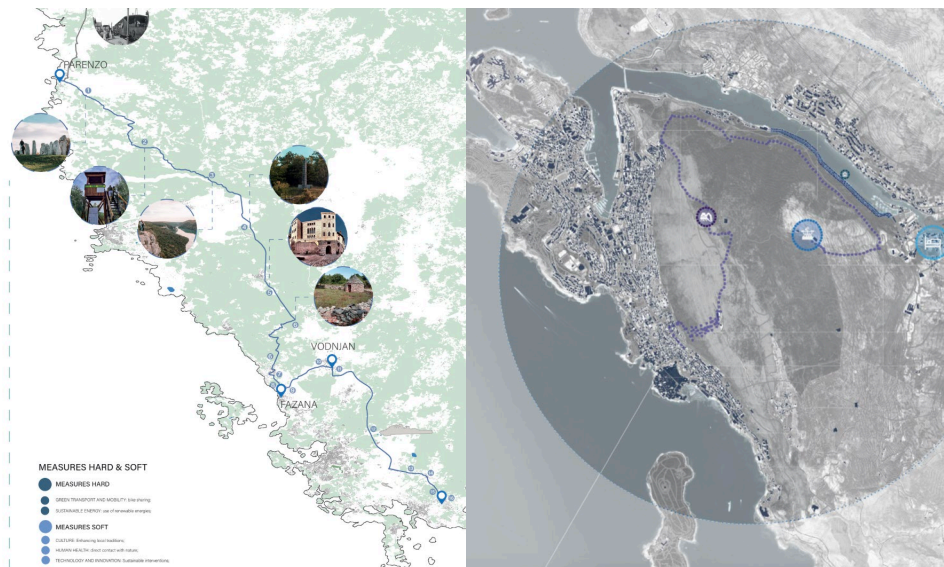 PARENZO
VODNJAN
FAZANA
MEASURES HARD & SOFT
MEASURES HARD
GREEN TRANSPORT AND MOBILITY: bike sharing;
SUSTAINABLE ENERGY: use of renewable energies;
MEASURES SOFT
CULTURE: Enhancing local traditions;
HUMAN HEALTH: direct contact with nature;
TECHNOLOGY AND INNOVATION: Sustainable interventions;